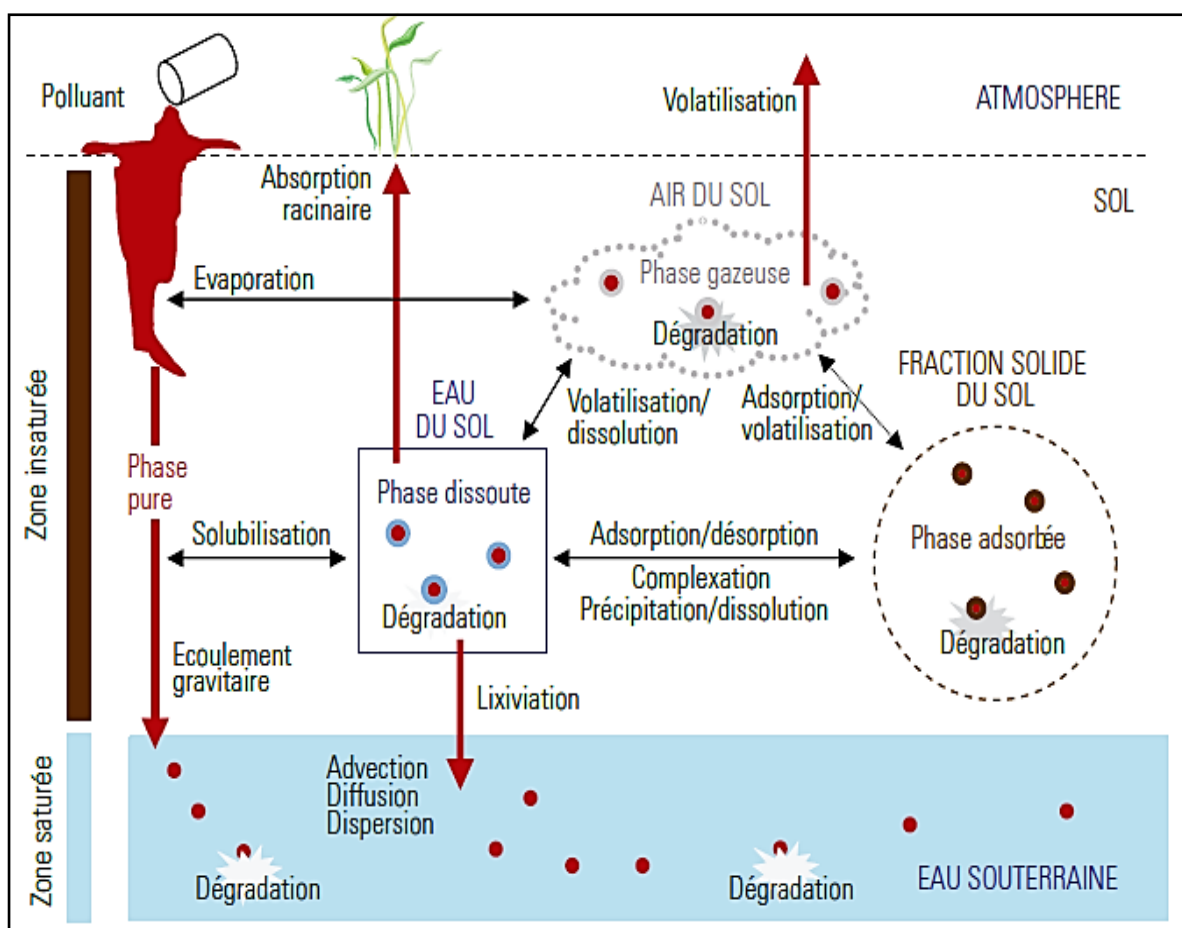 Polluant
Volatilisation
ATMOSPHERE
Absorption
racinaire
SOL
AIR DU SOL
Evaporation
Phase gazeuse
Dégradation
FRACTION SOLIDE
DU SOL
EAU
DU SOL
Volatilisation/
dissolution
Adsorption/
volatilisation
Zone insaturée
Phase
pure
Phase dissoute
Solubilisation
Adsorption/désorption
Complexation
Précipitation/dissolution
Phase adsorbée
Dégradation
Dégradation
Ecoulement
gravitaire
Lixiviation
Zone saturée
Advection
Diffusion
Dispersion
Dégradation
Dégradation
EAU SOUTERRAINE